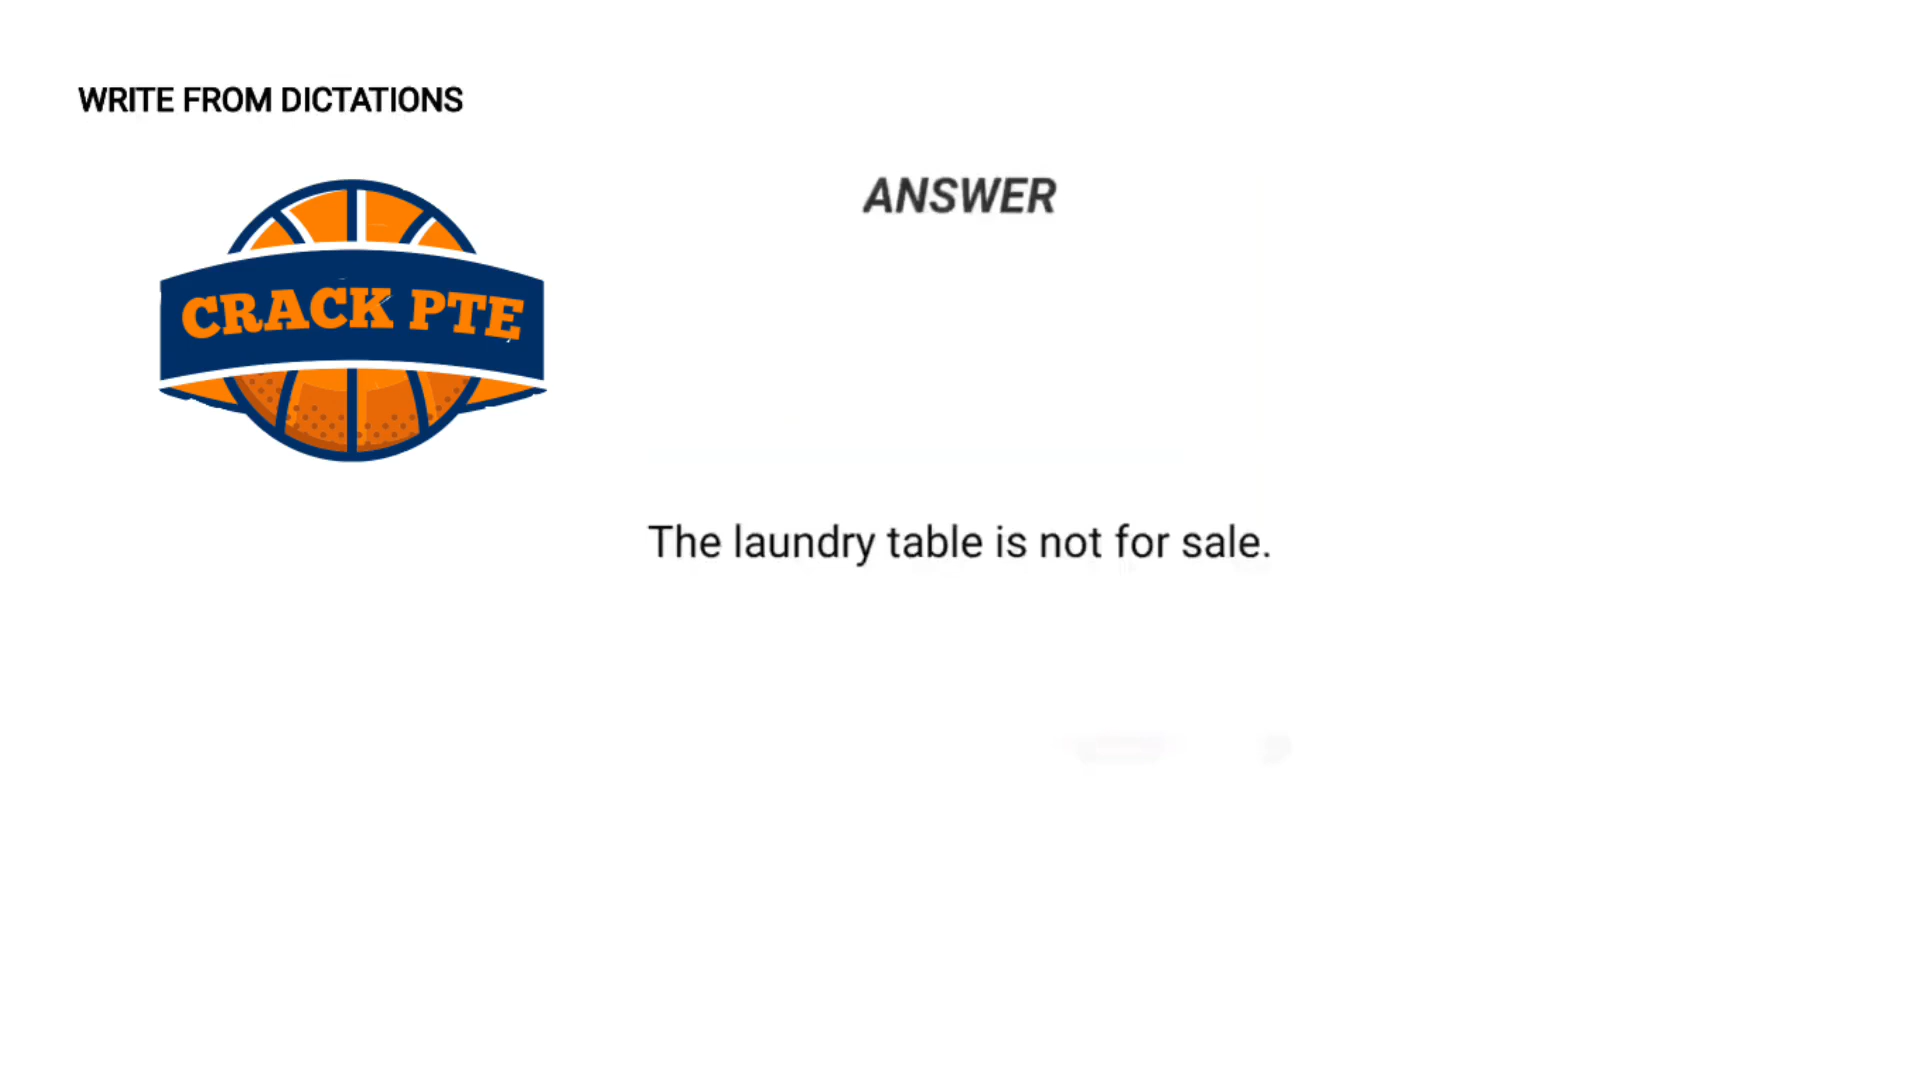 WRITE FROM DICTATIONS
ANSWER
CRACK PTE
The laundry table is not for sale.